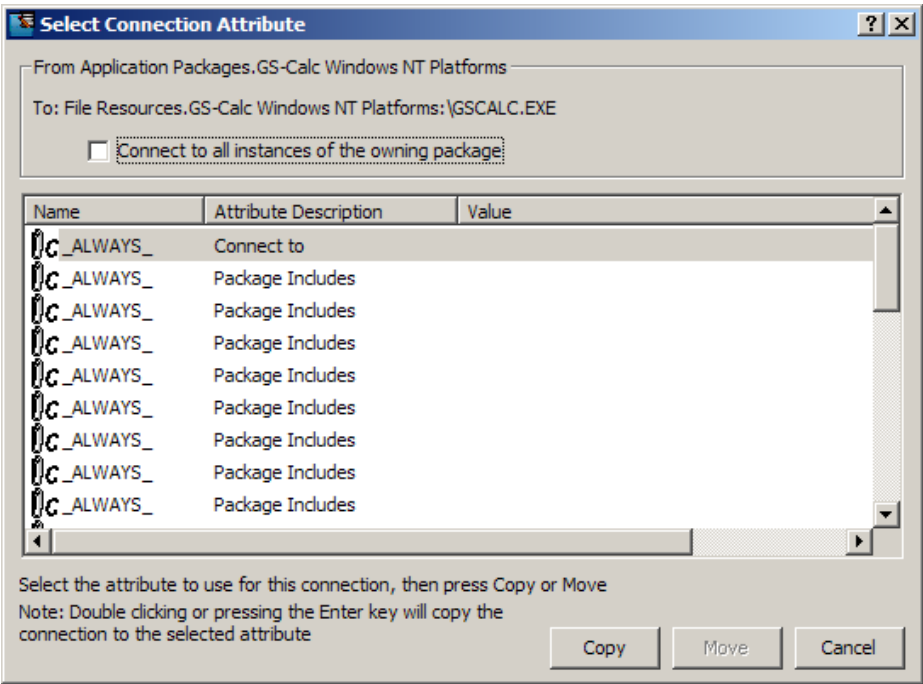 Select Connection Attribute
From Application Packages.GS-Calc Windows NT Platforms
To: File Resources.GS-Calc Windows NT Platforms:\GSCALC.EXE
Connect to all instances of the owning package
Name Attribute Description Value
_ALWAYS_ Connect to
_ALWAYS_ Package Includes
_ALWAYS_ Package Includes
_ALWAYS_ Package Includes
_ALWAYS_ Package Includes
_ALWAYS_ Package Includes
_ALWAYS_ Package Includes
_ALWAYS_ Package Includes
_ALWAYS_ Package Includes
Select the attribute to use for this connection, then press Copy or Move
Note: Double clicking or pressing the Enter key will copy the
connection to the selected attribute
Copy Move Cancel